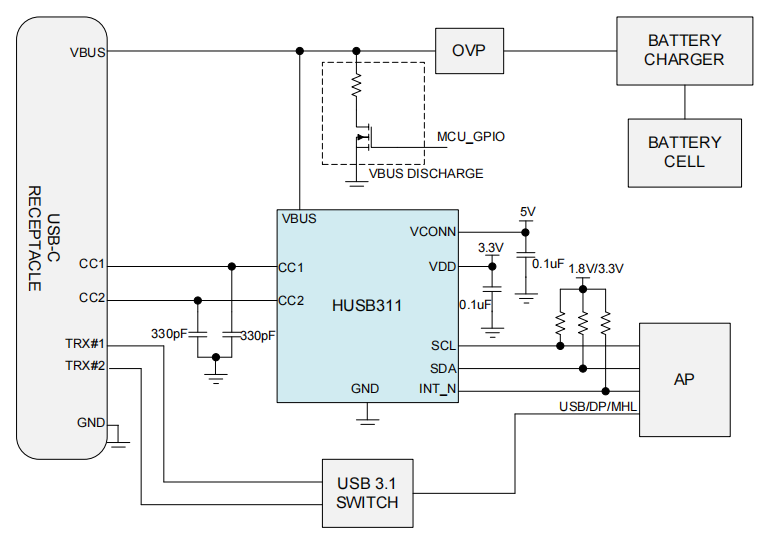 VBUS
OVP
BATTERY
CHARGER
MCU_GPIO
BATTERY
CELL
VBUS DISCHARGE
USB-C
RECEPTACLE
VBUS
5V
VCONN
3.3V
0.1uF
1.8V/3.3V
CC1
CC1
VDD
CC2
CC2
HUSB311
0.1uF
330pF
330pF
TRX#1
SCL
TRX#2
SDA
AP
GND
INT_N
USB/DP/MHL
GND
USB 3.1
SWITCH